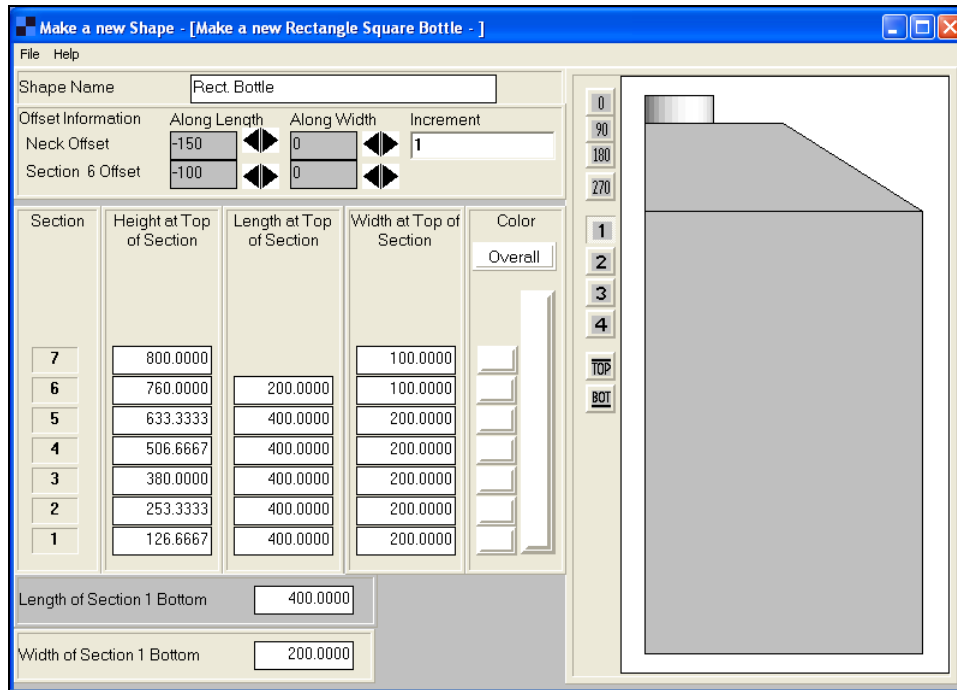 Make a new Shape - [Make a new Rectangle Square Bottle - ]
File Help
Shape Name Rect. Bottle
Offset Information Along Length Along Width Increment
Neck Offset -150 0 1
Section 6 Offset -100 0
Section Height at Top of Section Length at Top of Section Width at Top of Section Color
Overall
7 800.0000 100.0000
6 760.0000 200.0000 100.0000
5 633.3333 400.0000 200.0000
4 506.6667 400.0000 200.0000
3 380.0000 400.0000 200.0000
2 253.3333 400.0000 200.0000
1 126.6667 400.0000 200.0000
Length of Section 1 Bottom 400.0000
Width of Section 1 Bottom 200.0000
0
90
180
270
1
2
3
4
TOP
BOT